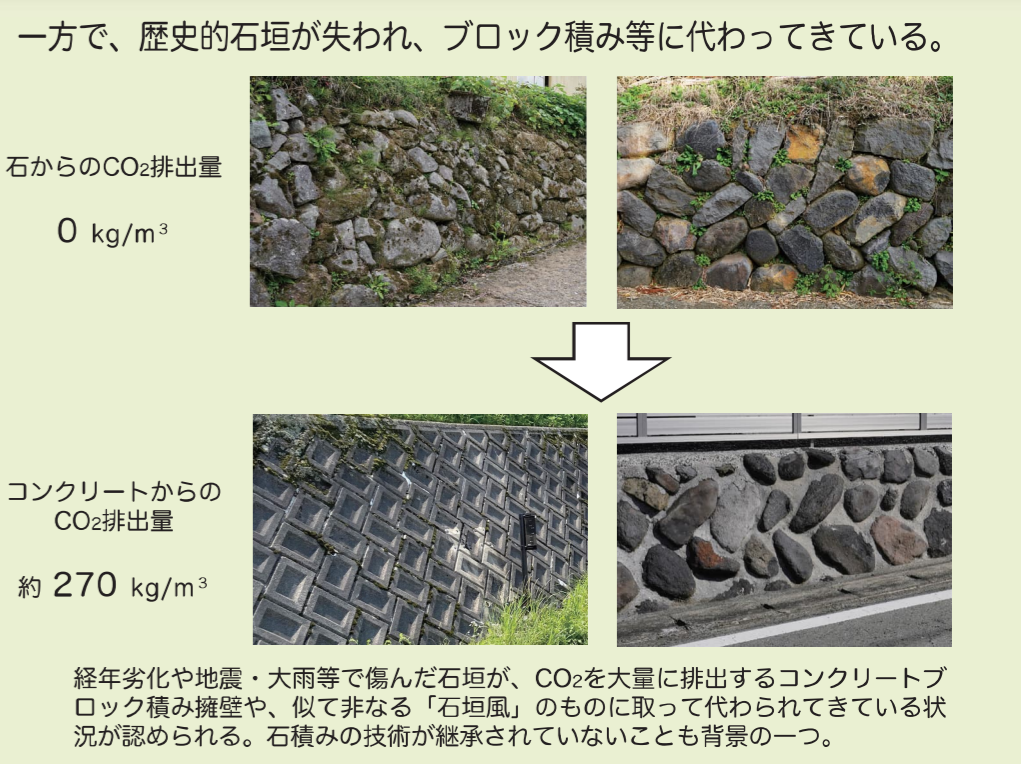 一方で、歴史的石垣が失われ、ブロック積み等に代わってきている。
石からのCO2排出量
0 kg/m³
コンクリートからの
CO2排出量
約 270 kg/m³
経年劣化や地震・大雨等で傷んだ石垣が、CO2を大量に排出するコンクリートブ
ロック積み擁壁や、似て非なる「石垣風」のものに取って代わられてきている状
況が認められる。石積みの技術が継承されていないことも背景の一つ。